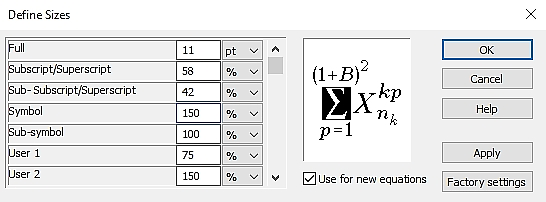 Define Sizes
Full 11 pt
Subscript/Superscript 58 %
Sub- Subscript/Superscript 42 %
Symbol 150 %
Sub-symbol 100 %
User 1 75 %
User 2 150 %
(1+B)²
∑ X kp n k
p=1
Use for new equations
OK
Cancel
Help
Apply
Factory settings